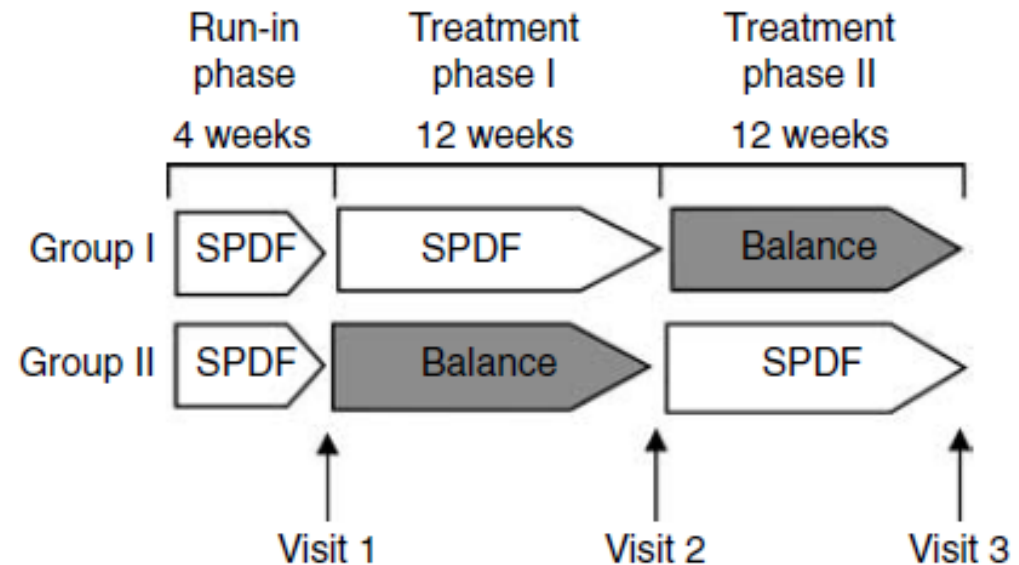 Run-in
phase
Treatment
phase I
Treatment
phase II
4 weeks
12 weeks
12 weeks
Group I
SPDF
SPDF
Balance
Group II
SPDF
Balance
SPDF
Visit 1
Visit 2
Visit 3